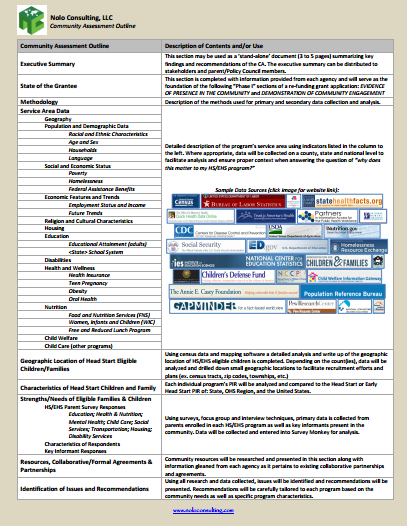 Nolo Consulting, LLC
Community Assessment Outline
Community Assessment Outline
Description of Contents and/or Use
Executive Summary
This section may be used as a 'stand-alone' document (3 to 5 pages) summarizing key
findings and recommendations of the CA. The executive summary can be distributed to
stakeholders and parent/Policy Council members.
State of the Grantee
This section is completed with information provided from each agency and will serve as the
foundation of the following "Phase I" sections of a re-funding grant application: EVIDENCE
OF PRESENCE IN THE COMMUNITY and DEMONSTRATION OF COMMUNITY ENGAGEMENT
Methodology
Description of the methods used for primary and secondary data collection and analysis.
Service Area Data
Geography
Population and Demographic Data
Racial and Ethnic Characteristics
Age and Sex
Households
Language
Social and Economic Status
Poverty
Homelessness
Federal Assistance Benefits
Economic Features and Trends
Employment Status and Income
Future Trends
Religion and Cultural Characteristics
Housing
Education
Educational Attainment (adults)
<State> School System
Disabilities
Health and Wellness
Health Insurance
Teen Pregnancy
Obesity
Oral Health
Nutrition
Food and Nutrition Services (FNS)
Women, Infants and Children (WIC)
Free and Reduced Lunch Program
Child Welfare
Child Care (other programs)
Detailed description of the program's service area using indicators listed in the column to
the left. Where appropriate, data will be collected on a county, state and national level to
facilitate analysis and ensure proper context when answering the question of "why does
this matter to my HS/EHS program?"
Sample Data Sources (click image for website link):
Census
BUREAU OF LABOR STATISTICS
statehealthfacts.org
Trust for America's Health
Partners
CDC Centers for Disease Control and Prevention
USDA
Nutrition.gov
Social Security
ED.gov
Homelessness
Resource Exchange
ies
NATIONAL CENTER FOR
EDUCATION STATISTICS
CHILDREN & FAMILIES
Children's Defense Fund
NCCP
Child Welfare Information Gateway
The Annie E. Casey Foundation
Population Reference Bureau
GAPMINDER for a fact-based world view
Geographic Location of Head Start Eligible
Children/Families
Using census data and mapping software a detailed analysis and write up of the geographic
location of HS/EHS eligible children is completed. Depending on the county(ies), data will be
analyzed and drilled down small geographic locations to facilitate recruitment efforts and
plans (ex. census tracts, zip codes, townships, etc.)
Characteristics of Head Start Children and Family
Each individual program's PIR will be analyzed and compared to the Head Start or Early
Head Start PIR of: State, OHS Region, and the United States.
Strengths/Needs of Eligible Families & Children
HS/EHS Parent Survey Responses
Education; Health & Nutrition;
Mental Health; Child Care; Social
Services; Transportation; Housing;
Disability Services
Characteristics of Respondents
Key Informant Responses
Using surveys, focus group and interview techniques, primary data is collected from
parents enrolled in each HS/EHS program as well as key informants present in the
community. Data will be collected and entered into Survey Monkey for analysis.
Resources, Collaborative/Formal Agreements &
Partnerships
Community resources will be researched and presented in this section along with
information gleaned from each agency as it pertains to existing collaborative partnerships
and agreements.
Identification of Issues and Recommendations
Using all research and data collected, issues will be identified and recommendations will be
presented. Recommendations will be carefully tailored to each program based on the
community needs as well as specific program characteristics.
www.noloconsulting.com